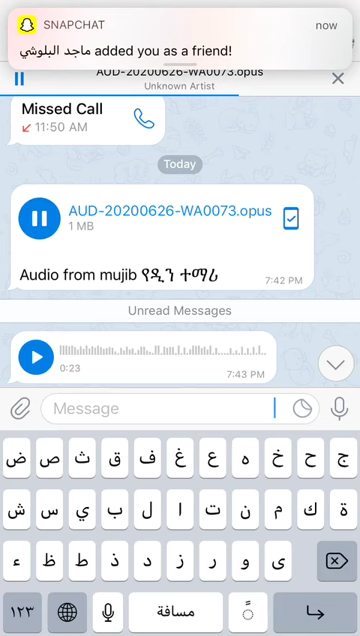 SNAPCHAT now
ماجد البلوشي added you as a friend!
AUD-20200626-WA0073.opus
Unknown Artist
Missed Call
11:50 AM
Today
AUD-20200626-WA0073.opus
1 MB
Audio from mujib የዲን ተማሪ 7:42 PM
Unread Messages
0:23 7:43 PM
Message
ض ص ث ق ف غ ع ه خ ح ج
ش س ي ب ل ا ت ن م ك ة
ء ظ ط ذ د ز ر و ى
١٢٣ مسافة